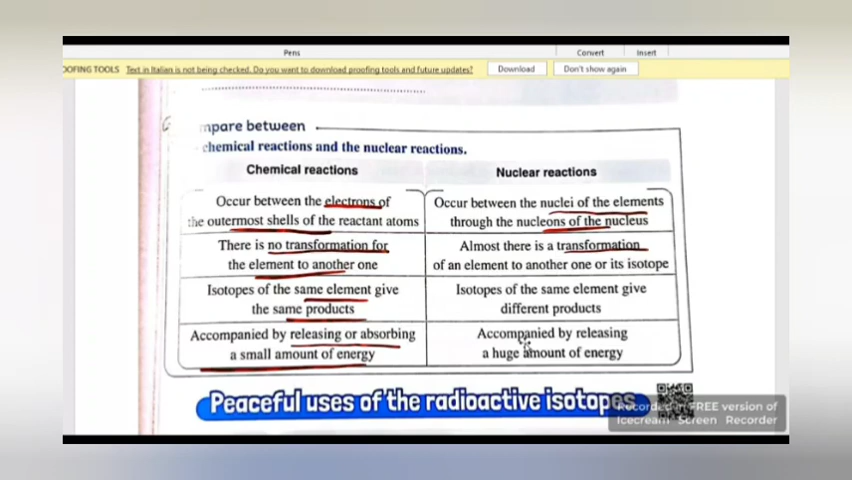 Pens
Convert
Insert
OOFING TOOLS Text in Italian is not being checked. Do you want to download proofing tools and future updates? Download Don't show again
mpare between
chemical reactions and the nuclear reactions.
Chemical reactions
Nuclear reactions
Occur between the electrons of
the outermost shells of the reactant atoms
Occur between the nuclei of the elements
through the nucleons of the nucleus
There is no transformation for
the element to another one
Almost there is a transformation
of an element to another one or its isotope
Isotopes of the same element give
the same products
Isotopes of the same element give
different products
Accompanied by releasing or absorbing
a small amount of energy
Accompanied by releasing
a huge amount of energy
Peaceful uses of the radioactive isotopes
Recorded in FREE version of
Icecream Screen Recorder